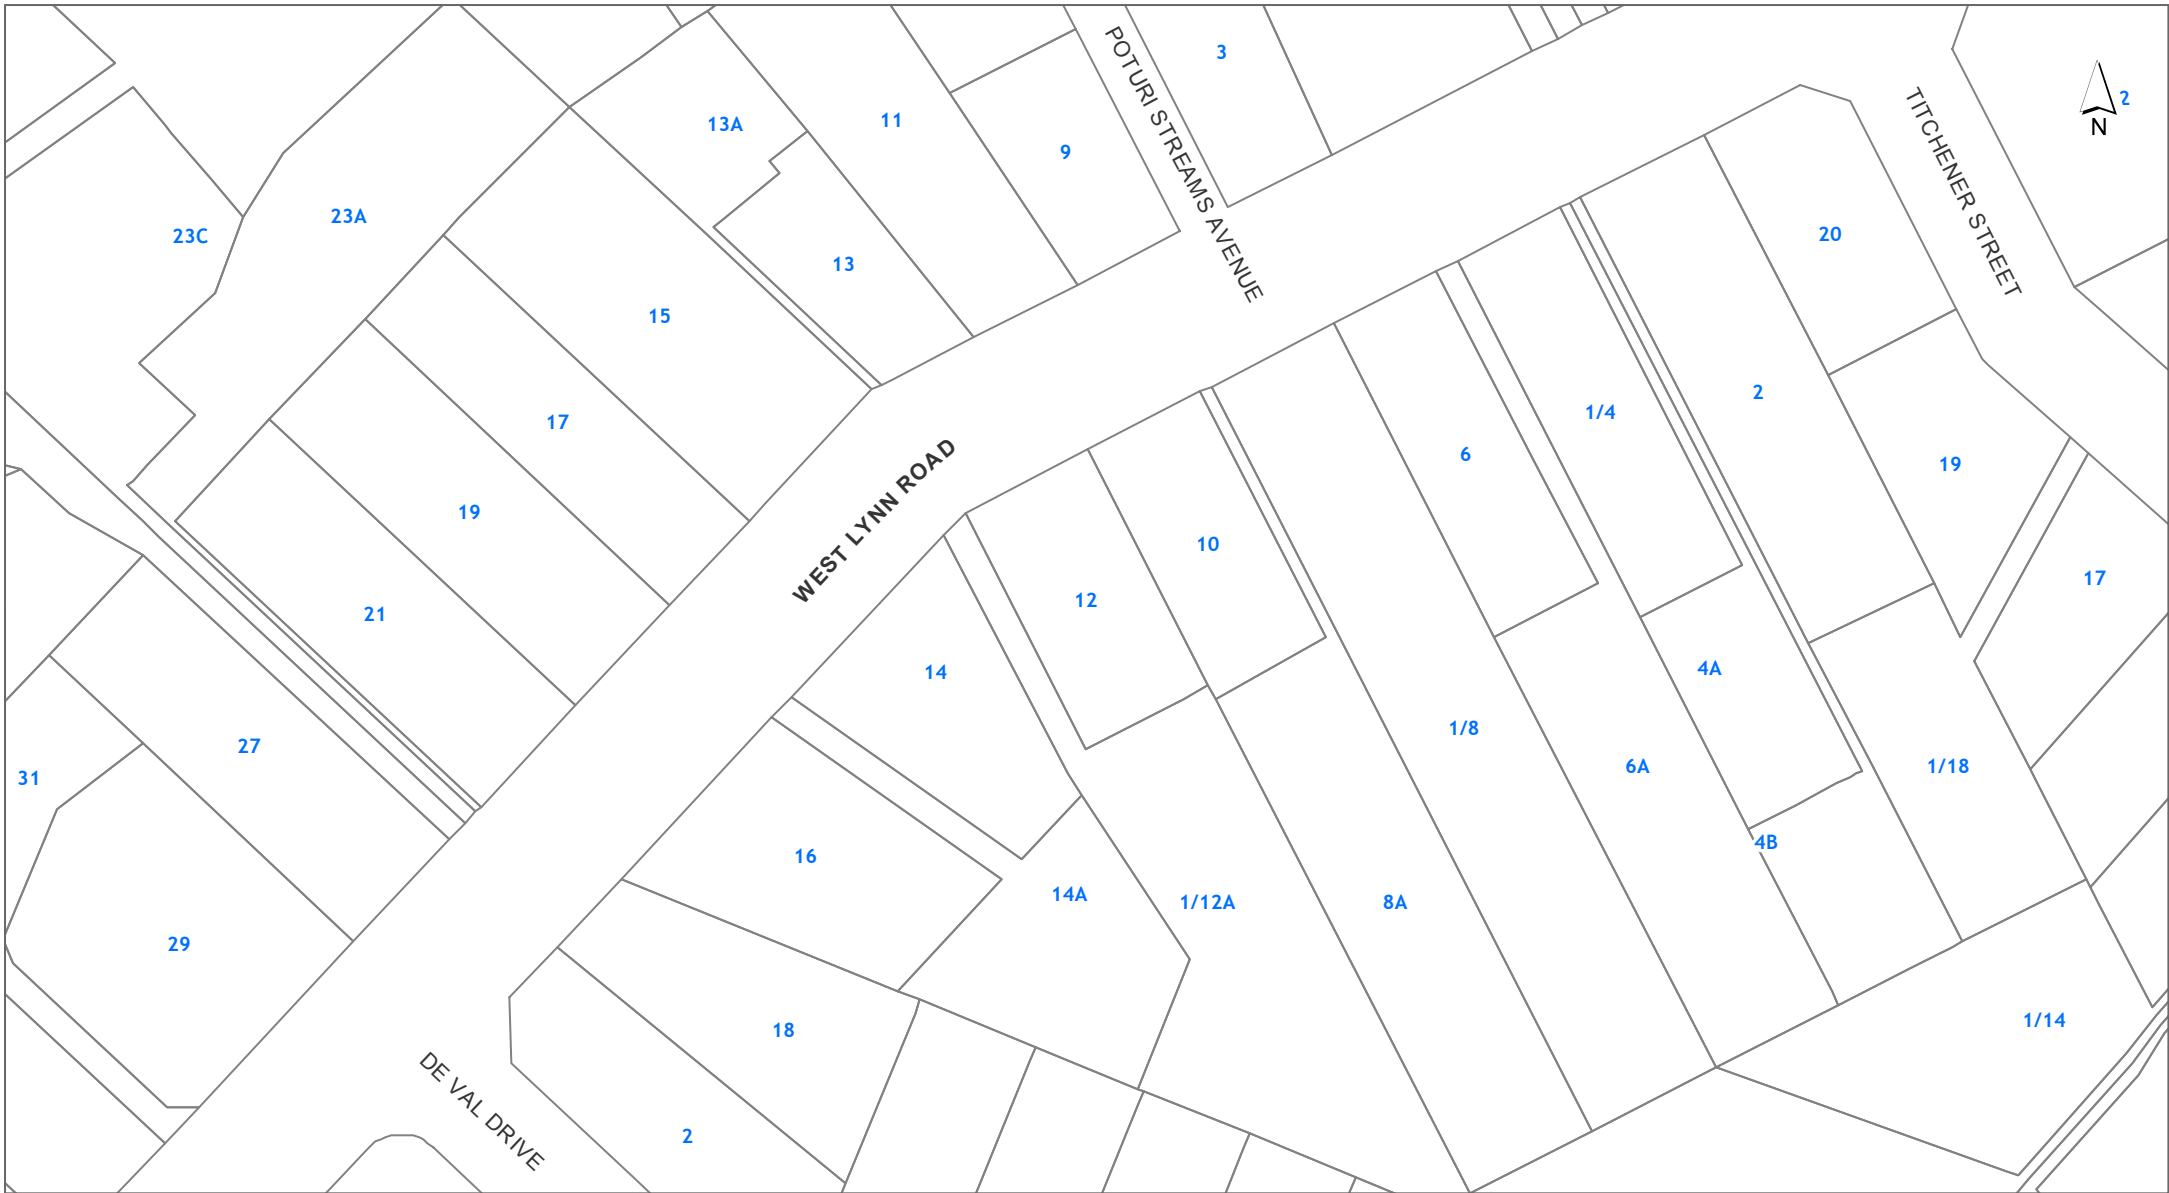 3
POTURI STREAMS AVENUE
TITCHENER STREET
2
N
13A
11
9
23C
23A
13
20
15
17
2
1/4
6
19
19
WEST LYNN ROAD
10
17
12
21
14
4A
1/8
27
31
6A
1/18
16
4B
14A
1/12A
8A
29
18
1/14
DE VAL DRIVE
2